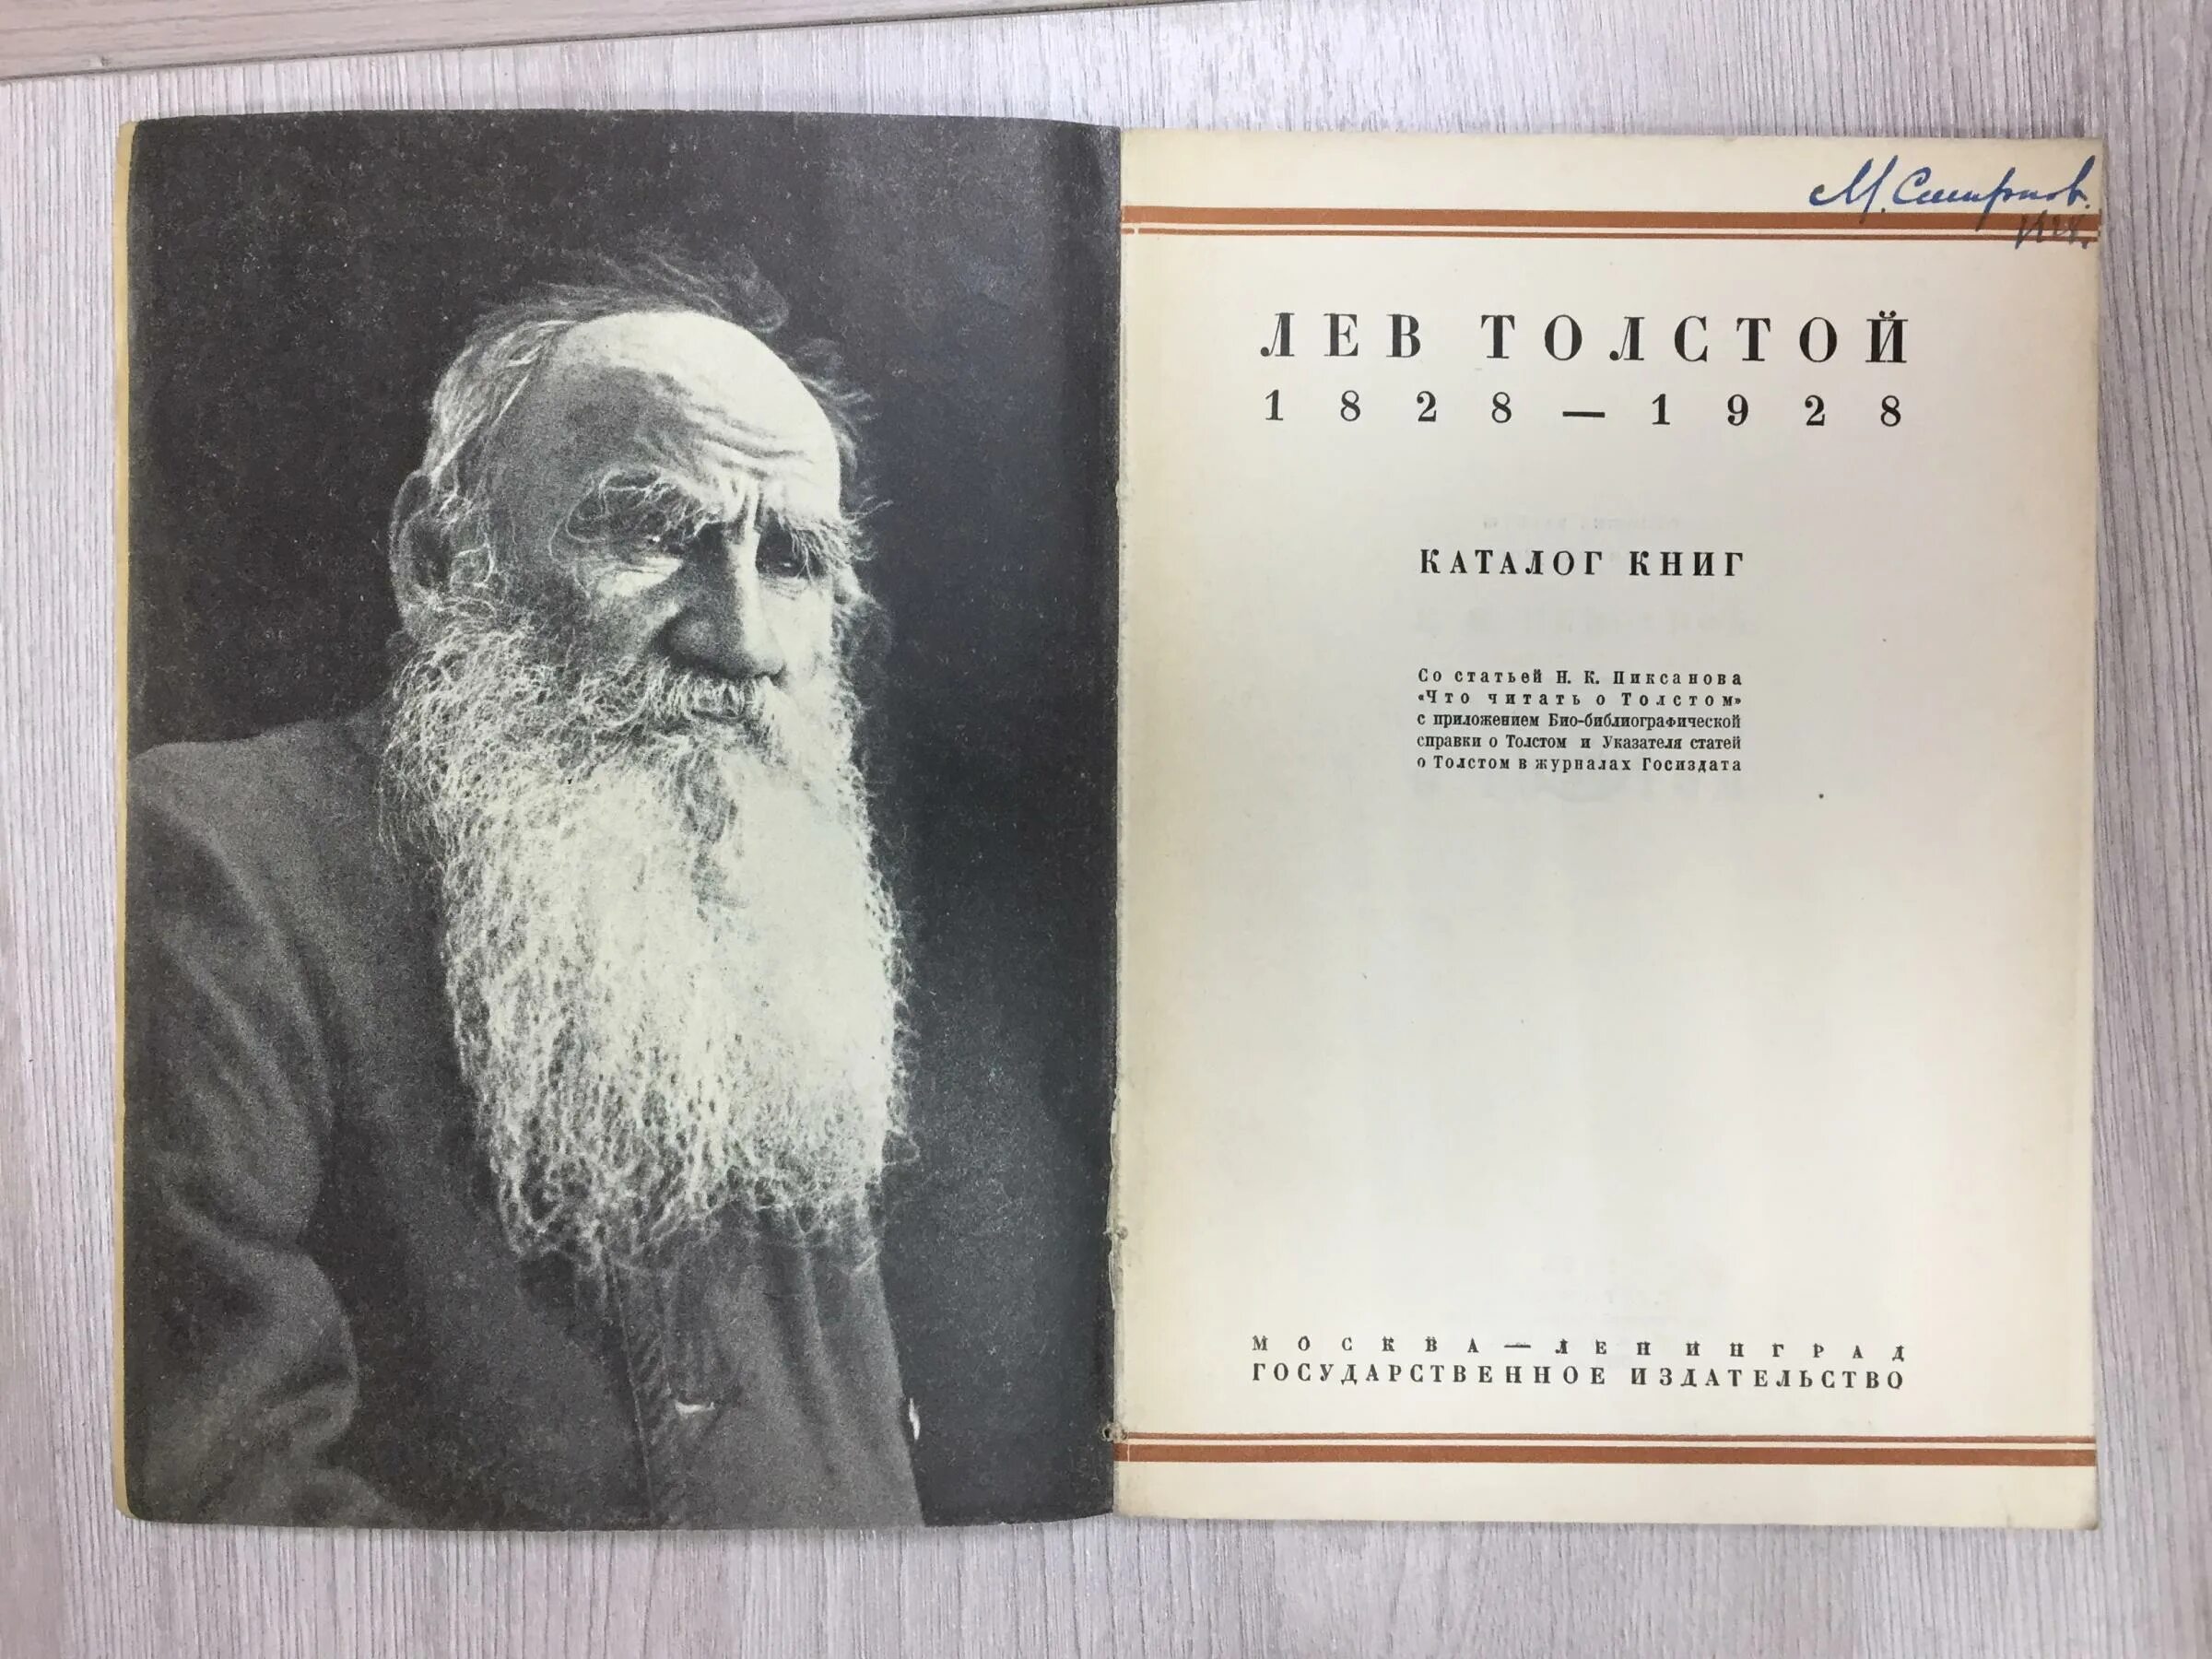 М. Смирнов.
ЛЕВ ТОЛСТОЙ
1828—1928
КАТАЛОГ КНИГ
Со статьей Н. К. Пиксанова
«Что читать о Толстом»
с приложением Био-библиографической
справки о Толстом и Указателя статей
о Толстом в журналах Госиздата
МОСКВА—ЛЕНИНГРАД
ГОСУДАРСТВЕННОЕ ИЗДАТЕЛЬСТВО